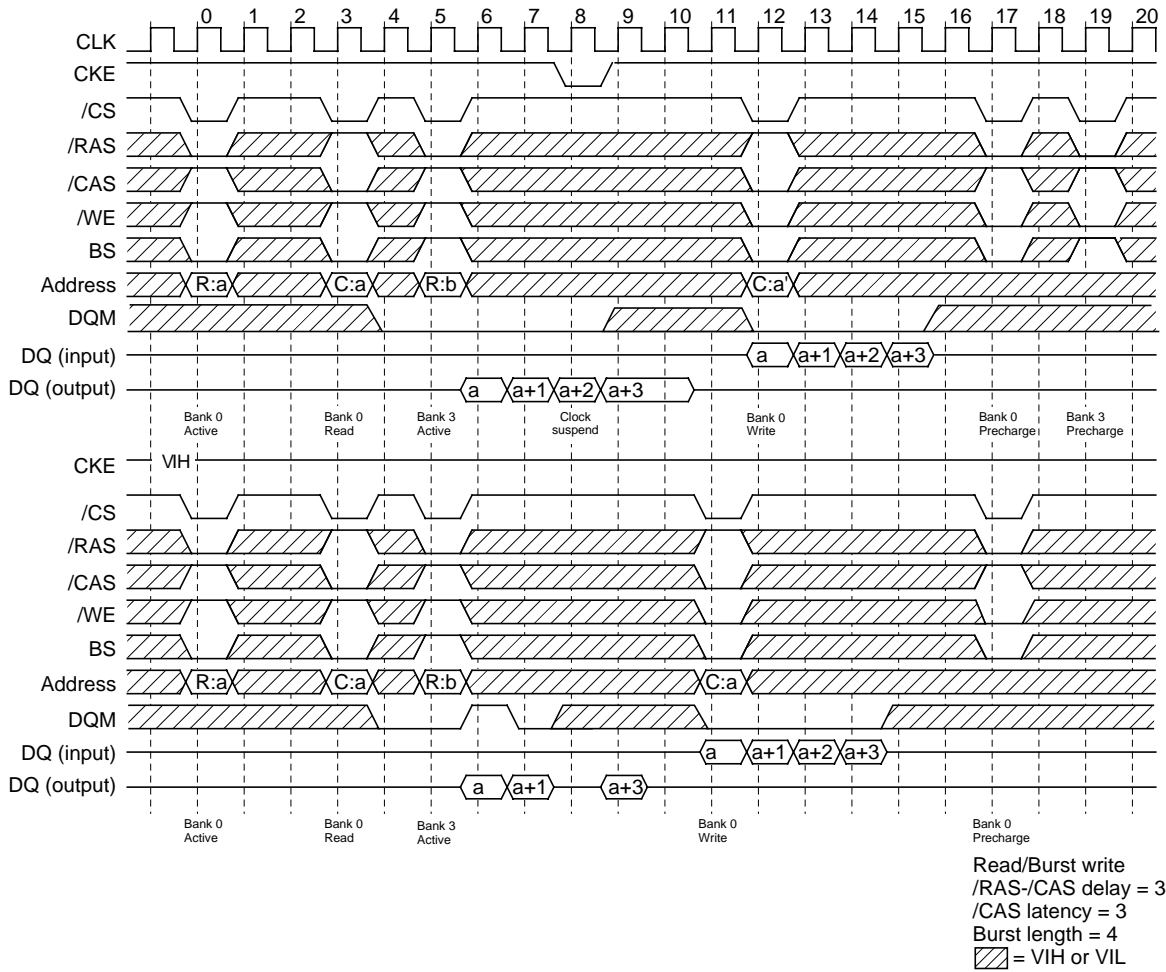 0 1 2 3 4 5 6 7 8 9 10 11 12 13 14 15 16 17 18 19 20
CLK
CKE
/CS
/RAS
/CAS
/WE
BS
Address R:a C:a R:b C:a'
DQM
DQ (input) a a+1 a+2 a+3
DQ (output) a a+1 a+2 a+3
Bank 0 Bank 0 Bank 3 Clock Bank 0 Bank 0 Bank 3
Active Read Active suspend Write Precharge Precharge
CKE VIH
/CS
/RAS
/CAS
/WE
BS
Address R:a C:a R:b C:a
DQM
DQ (input) a a+1 a+2 a+3
DQ (output) a a+1 a+3
Bank 0 Bank 0 Bank 3 Bank 0 Bank 0
Active Read Active Write Precharge
Read/Burst write
/RAS-/CAS delay = 3
/CAS latency = 3
Burst length = 4
= VIH or VIL